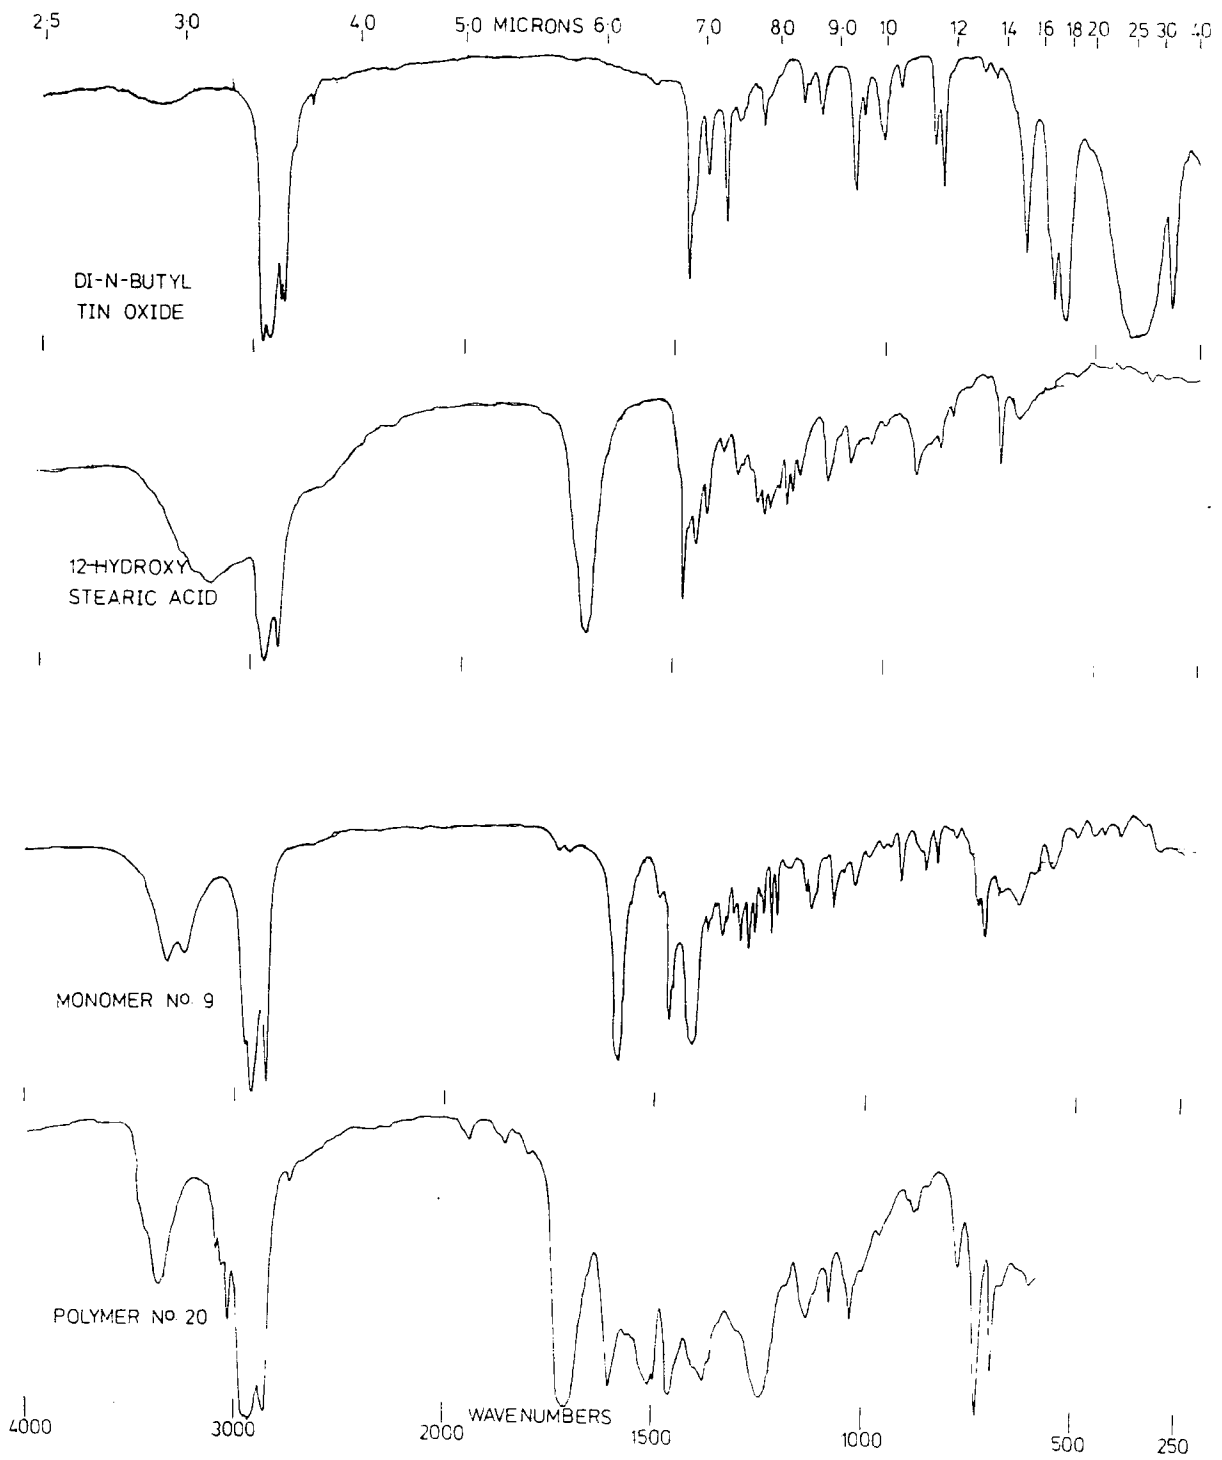 2·5 3·0 4·0 5·0 MICRONS 6·0 7·0 8·0 9·0 10 12 14 16 18 20 25 30 40
DI-N-BUTYL
TIN OXIDE
12-HYDROXY
STEARIC ACID
MONOMER No. 9
POLYMER No. 20
4000 3000 2000 WAVENUMBERS 1500 1000 500 250